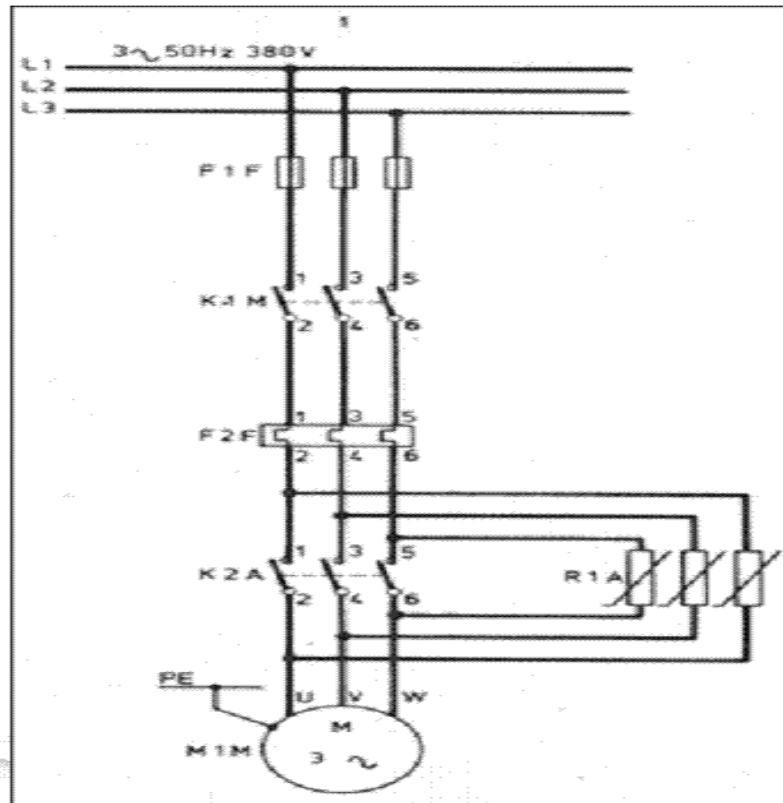 1
3~ 50Hz 380V
L1
L2
L3
F1F
1 3 5
K1M
2 4 6
1 3 5
F2F
2 4 6
1 3 5
K2A R1A
2 4 6
PE
U V W
M
M1M
3 ~